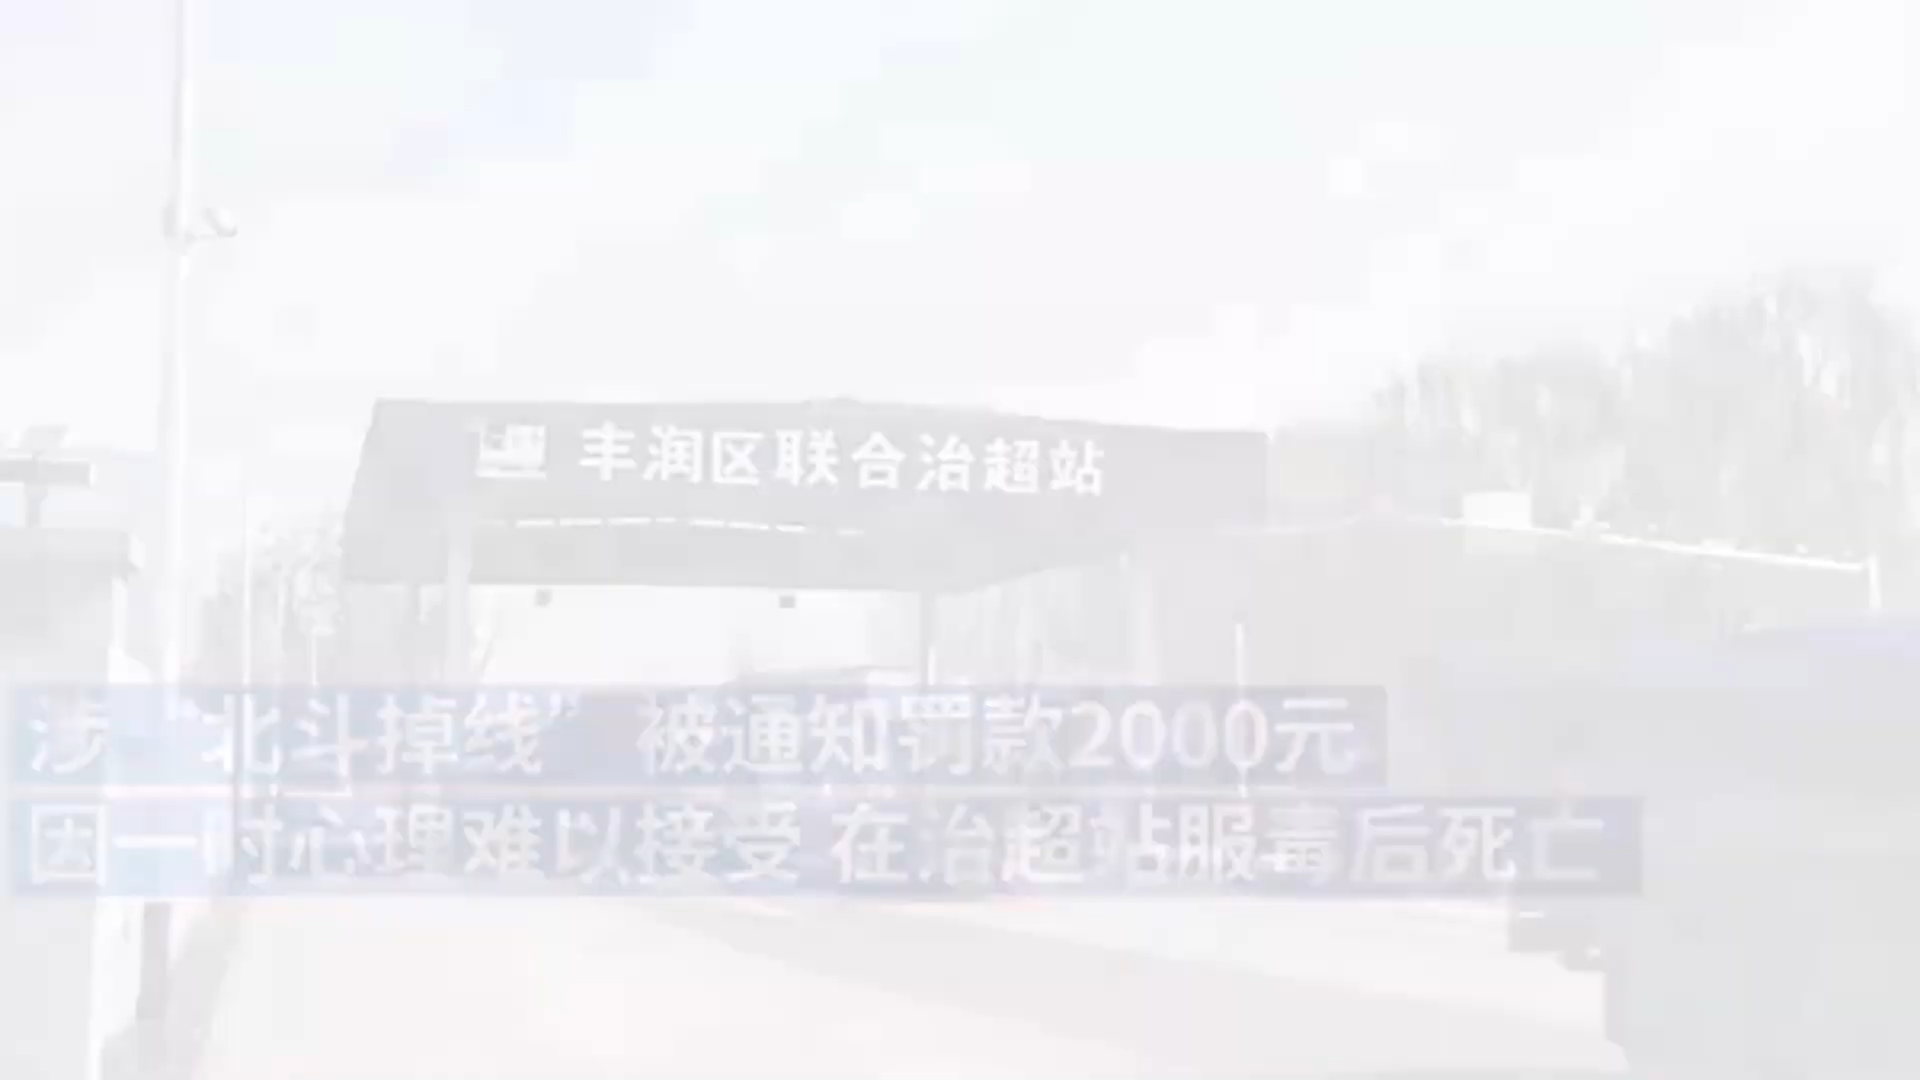 丰润区联合治超站
涉“北斗掉线” 被通知罚款2000元
因一时心理难以接受 在治超站服毒后死亡